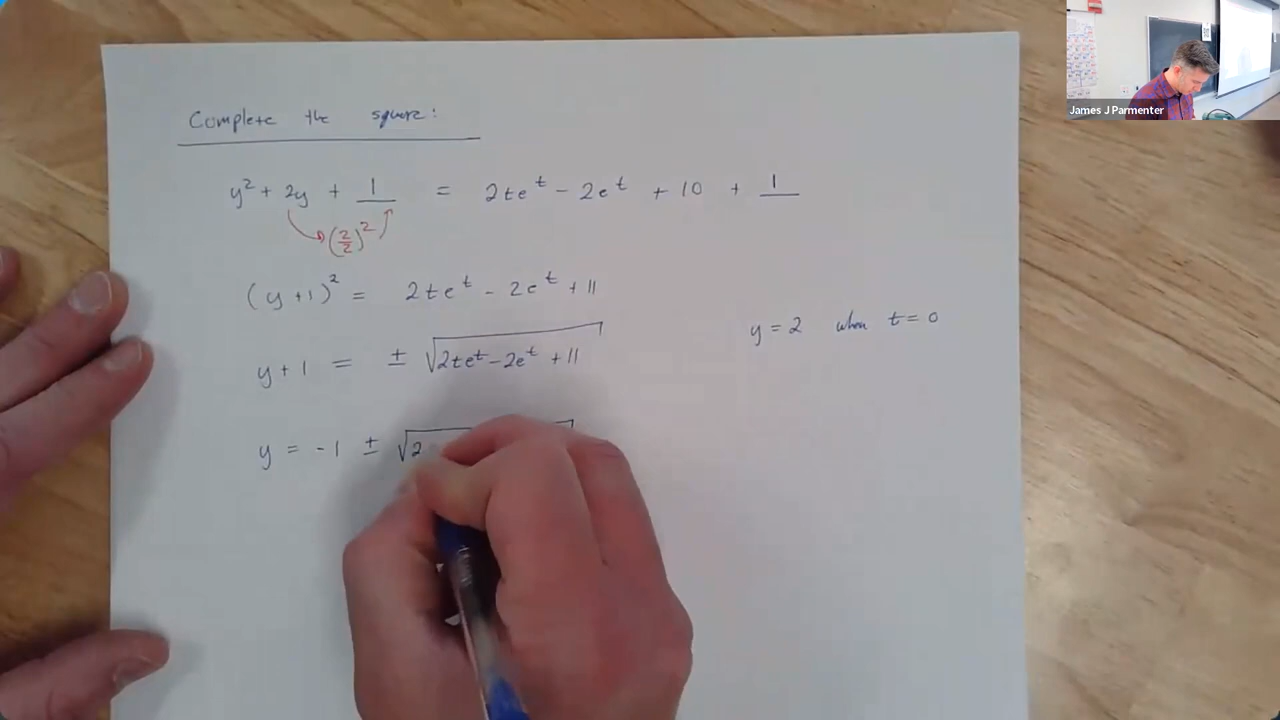 Complete the square:
y² + 2y + 1 = 2te^t - 2e^t + 10 + 1
(2/2)²
(y+1)² = 2te^t - 2e^t + 11
y = 2 when t = 0
y + 1 = ± √(2te^t - 2e^t + 11)
y = -1 ± √2
James J Parmenter